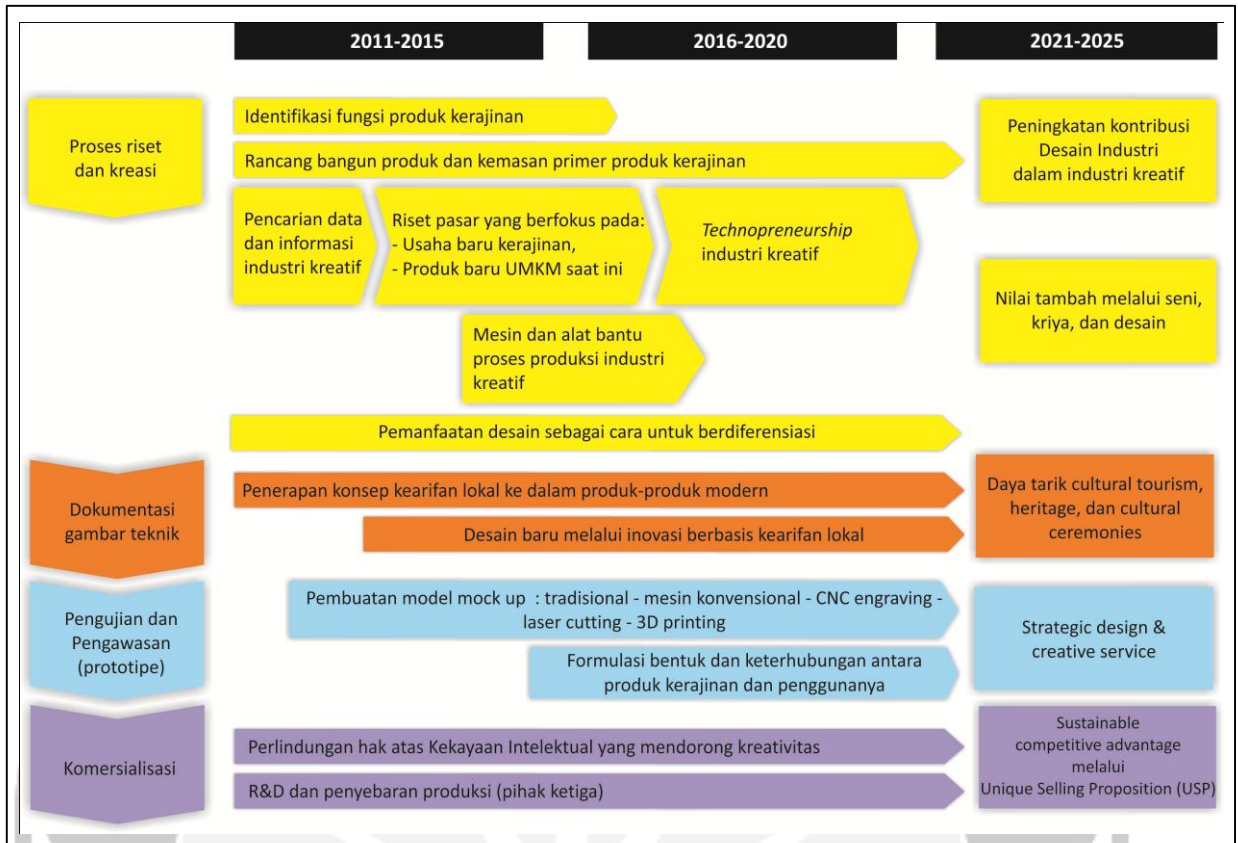 2011-2015
2016-2020
2021-2025
Proses riset
dan kreasi
Identifikasi fungsi produk kerajinan
Rancang bangun produk dan kemasan primer produk kerajinan
Pencarian data
dan informasi
industri kreatif
Riset pasar yang berfokus pada:
- Usaha baru kerajinan,
- Produk baru UMKM saat ini
Technopreneurship
industri kreatif
Mesin dan alat bantu
proses produksi industri
kreatif
Pemanfaatan desain sebagai cara untuk berdiferensiasi
Peningkatan kontribusi
Desain Industri
dalam industri kreatif
Nilai tambah melalui seni,
kriya, dan desain
Dokumentasi
gambar teknik
Penerapan konsep kearifan lokal ke dalam produk-produk modern
Desain baru melalui inovasi berbasis kearifan lokal
Daya tarik cultural tourism,
heritage, dan cultural
ceremonies
Pengujian dan
Pengawasan
(prototipe)
Pembuatan model mock up : tradisional - mesin konvensional - CNC engraving -
laser cutting - 3D printing
Formulasi bentuk dan keterhubungan antara
produk kerajinan dan penggunanya
Strategic design &
creative service
Komersialisasi
Perlindungan hak atas Kekayaan Intelektual yang mendorong kreativitas
R&D dan penyebaran produksi (pihak ketiga)
Sustainable
competitive advantage
melalui
Unique Selling Proposition (USP)